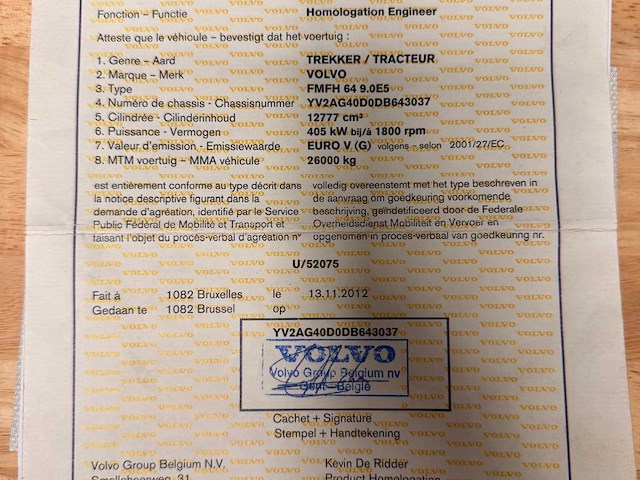 Fonction – Functie Homologation Engineer
Atteste que le véhicule – bevestigt dat het voertuig :
1. Genre – Aard TREKKER / TRACTEUR
2. Marque – Merk VOLVO
3. Type FMFH 64 9.0E5
4. Numéro de chassis - Chassisnummer YV2AG40D0DB643037
5. Cilindrée - Cilinderinhoud 12777 cm³
6. Puissance - Vermogen 405 kW bij/à 1800 rpm
7. Valeur d'émission - Emissiewaarde EURO V (G) volgens – selon 2001/27/EC
8. MTM voertuig – MMA véhicule 26000 kg
est entièrement conforme au type décrit dans volledig overeenstemt met het type beschreven in
la notice descriptive figurant dans la de aanvraag om goedkeuring voorkomende
demande d'agréation, identifié par le Service beschrijving, geïndetificeerd door de Federale
Public Fédéral de Mobilité et Transport et Overheidsdienst Mobiliteit en Vervoer en
faisant l'objet du procès-verbal d'agréation n° opgenomen in proces-verbaal van goedkeuring nr.
U/52075
Fait à 1082 Bruxelles le 13.11.2012
Gedaan te 1082 Brussel op
YV2AG40D0DB643037
VOLVO
Volvo Group Belgium nv
Gent - België
Cachet + Signature
Stempel + Handtekening
Volvo Group Belgium N.V. Kevin De Ridder
Product Homologation